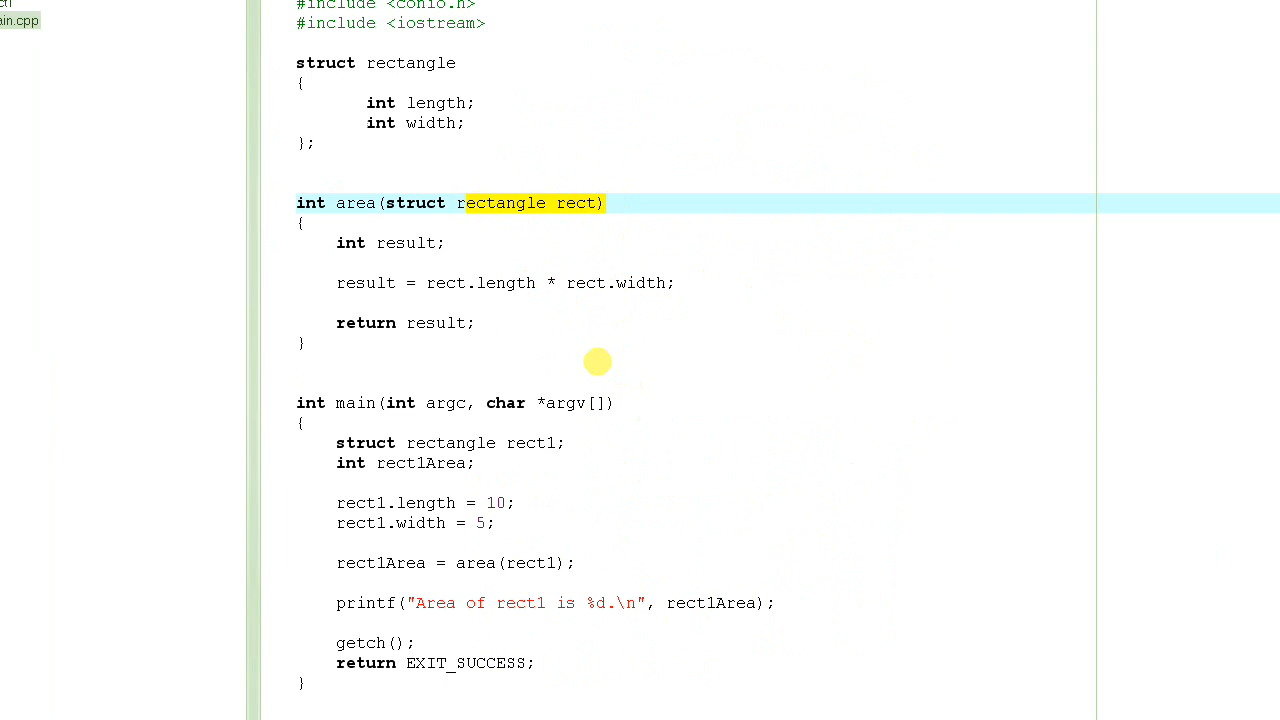 ain.cpp
#include <conio.h>
#include <iostream>
struct rectangle
{
int length;
int width;
};
int area(struct rectangle rect)
{
int result;
result = rect.length * rect.width;
return result;
}
int main(int argc, char *argv[])
{
struct rectangle rect1;
int rect1Area;
rect1.length = 10;
rect1.width = 5;
rect1Area = area(rect1);
printf("Area of rect1 is %d.\n", rect1Area);
getch();
return EXIT_SUCCESS;
}